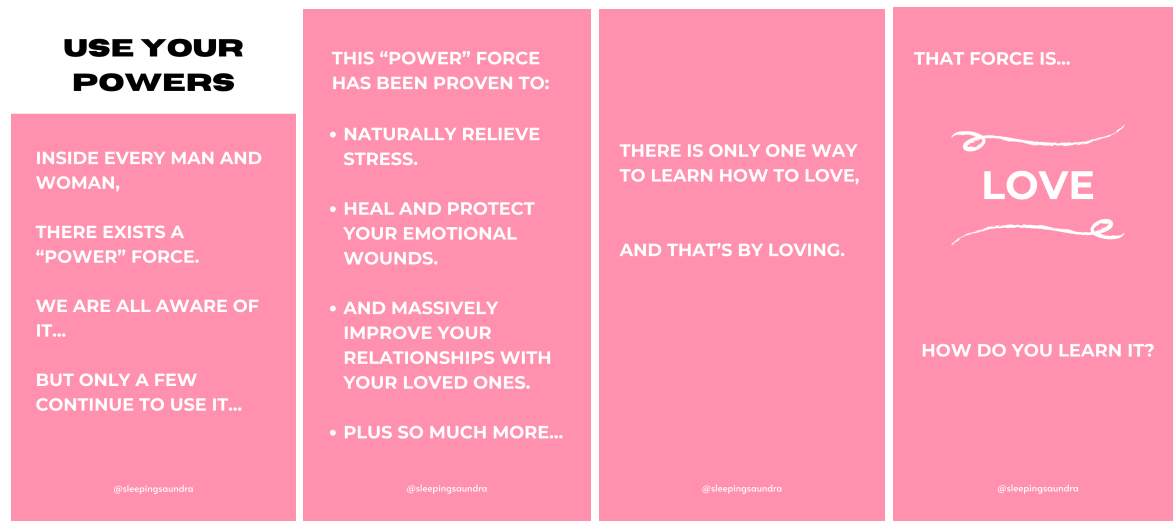 USE YOUR
POWERS
INSIDE EVERY MAN AND
WOMAN,
THERE EXISTS A
“POWER” FORCE.
WE ARE ALL AWARE OF
IT...
BUT ONLY A FEW
CONTINUE TO USE IT...
@sleepingsaundra
THIS “POWER” FORCE
HAS BEEN PROVEN TO:
• NATURALLY RELIEVE
STRESS.
• HEAL AND PROTECT
YOUR EMOTIONAL
WOUNDS.
• AND MASSIVELY
IMPROVE YOUR
RELATIONSHIPS WITH
YOUR LOVED ONES.
• PLUS SO MUCH MORE...
@sleepingsaundra
THERE IS ONLY ONE WAY
TO LEARN HOW TO LOVE,
AND THAT’S BY LOVING.
@sleepingsaundra
THAT FORCE IS...
LOVE
HOW DO YOU LEARN IT?
@sleepingsaundra